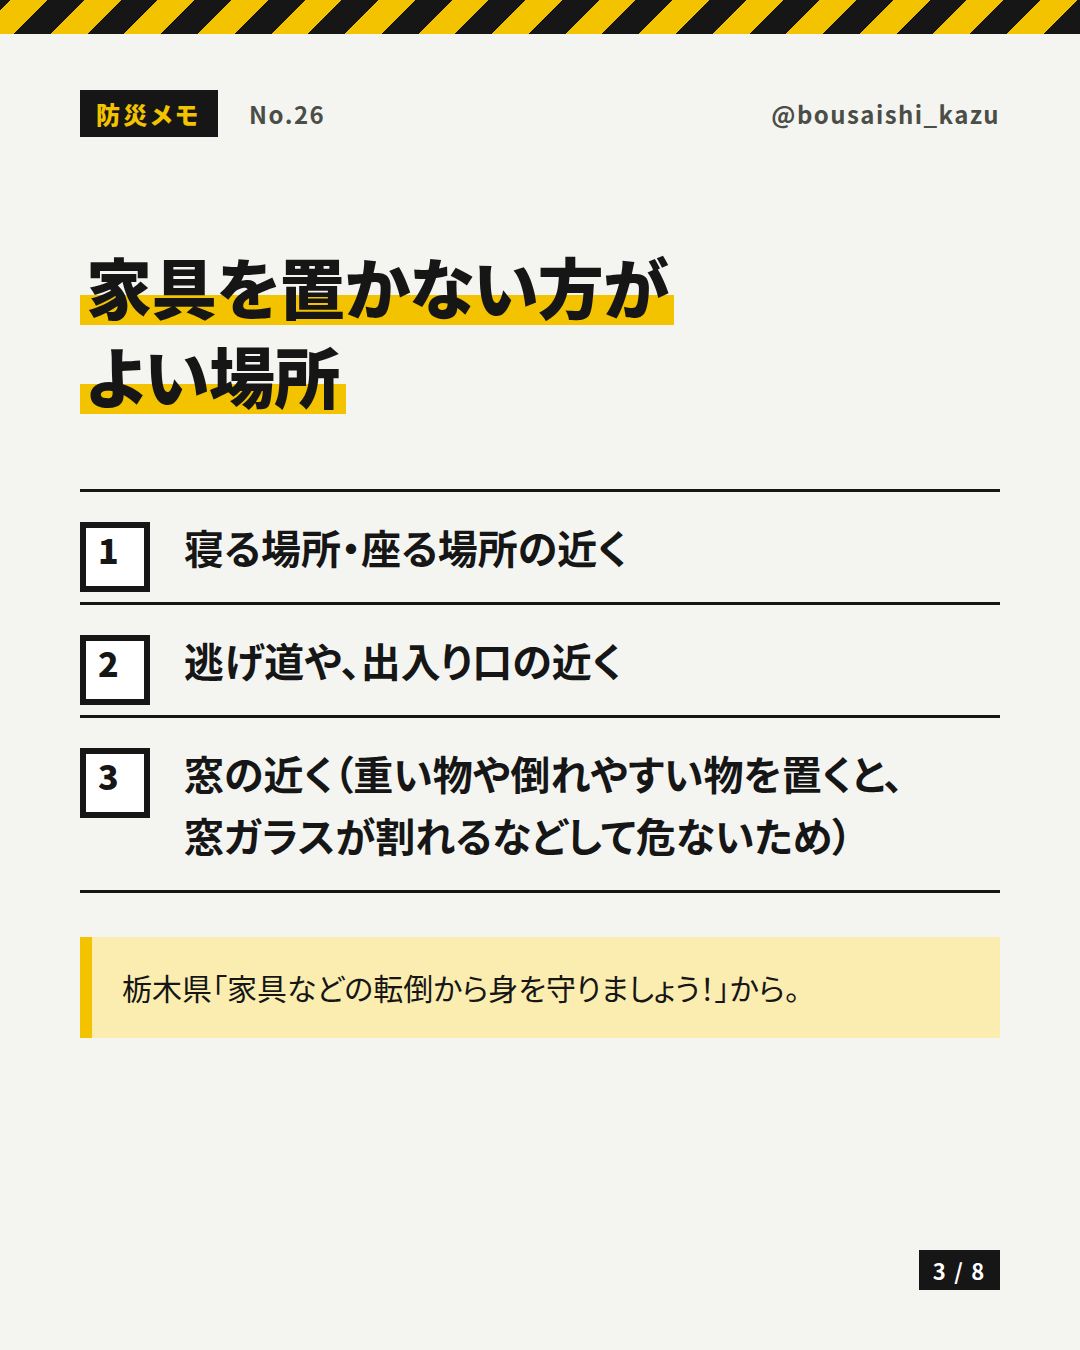 防災メモ No.26 @bousaishi_kazu
家具を置かない方が
よい場所
1 寝る場所・座る場所の近く
2 逃げ道や、出入り口の近く
3 窓の近く（重い物や倒れやすい物を置くと、
窓ガラスが割れるなどして危ないため）
栃木県「家具などの転倒から身を守りましょう！」から。
3 / 8